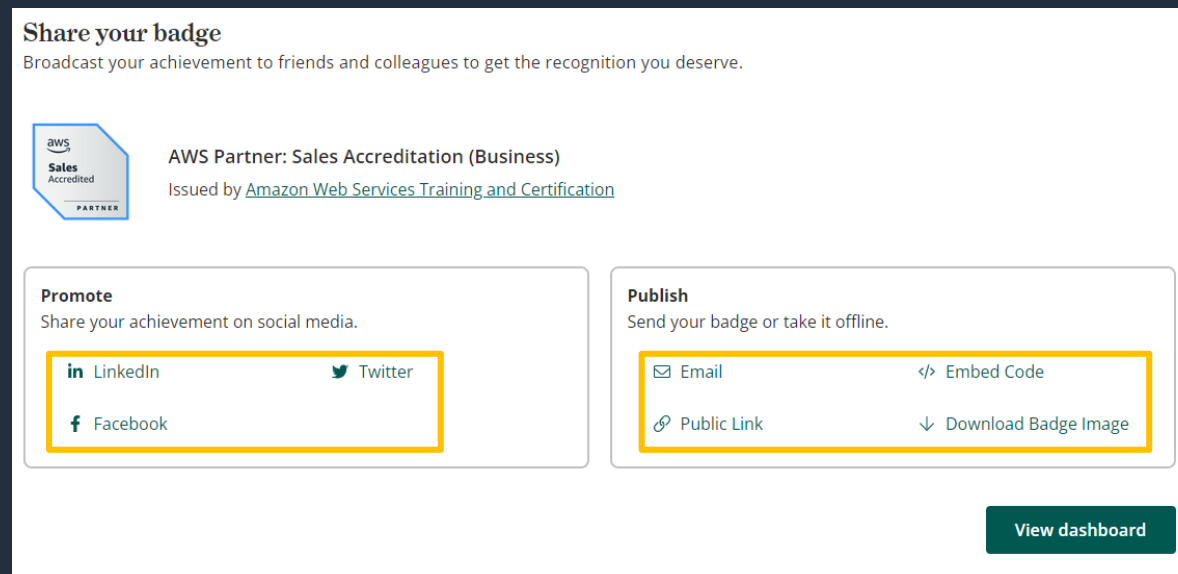 Share your badge
Broadcast your achievement to friends and colleagues to get the recognition you deserve.
aws
Sales
Accredited
PARTNER
AWS Partner: Sales Accreditation (Business)
Issued by Amazon Web Services Training and Certification
Promote
Share your achievement on social media.
in LinkedIn
Twitter
f Facebook
Publish
Send your badge or take it offline.
Email
</> Embed Code
Public Link
Download Badge Image
View dashboard